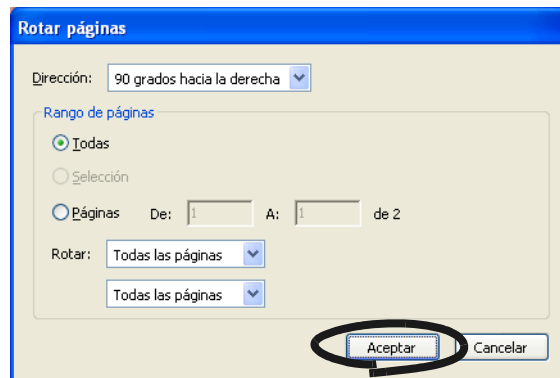 Rotar páginas
Dirección: 90 grados hacia la derecha
Rango de páginas
Todas
Selección
Páginas De: 1 A: 1 de 2
Rotar: Todas las páginas
Todas las páginas
Aceptar Cancelar